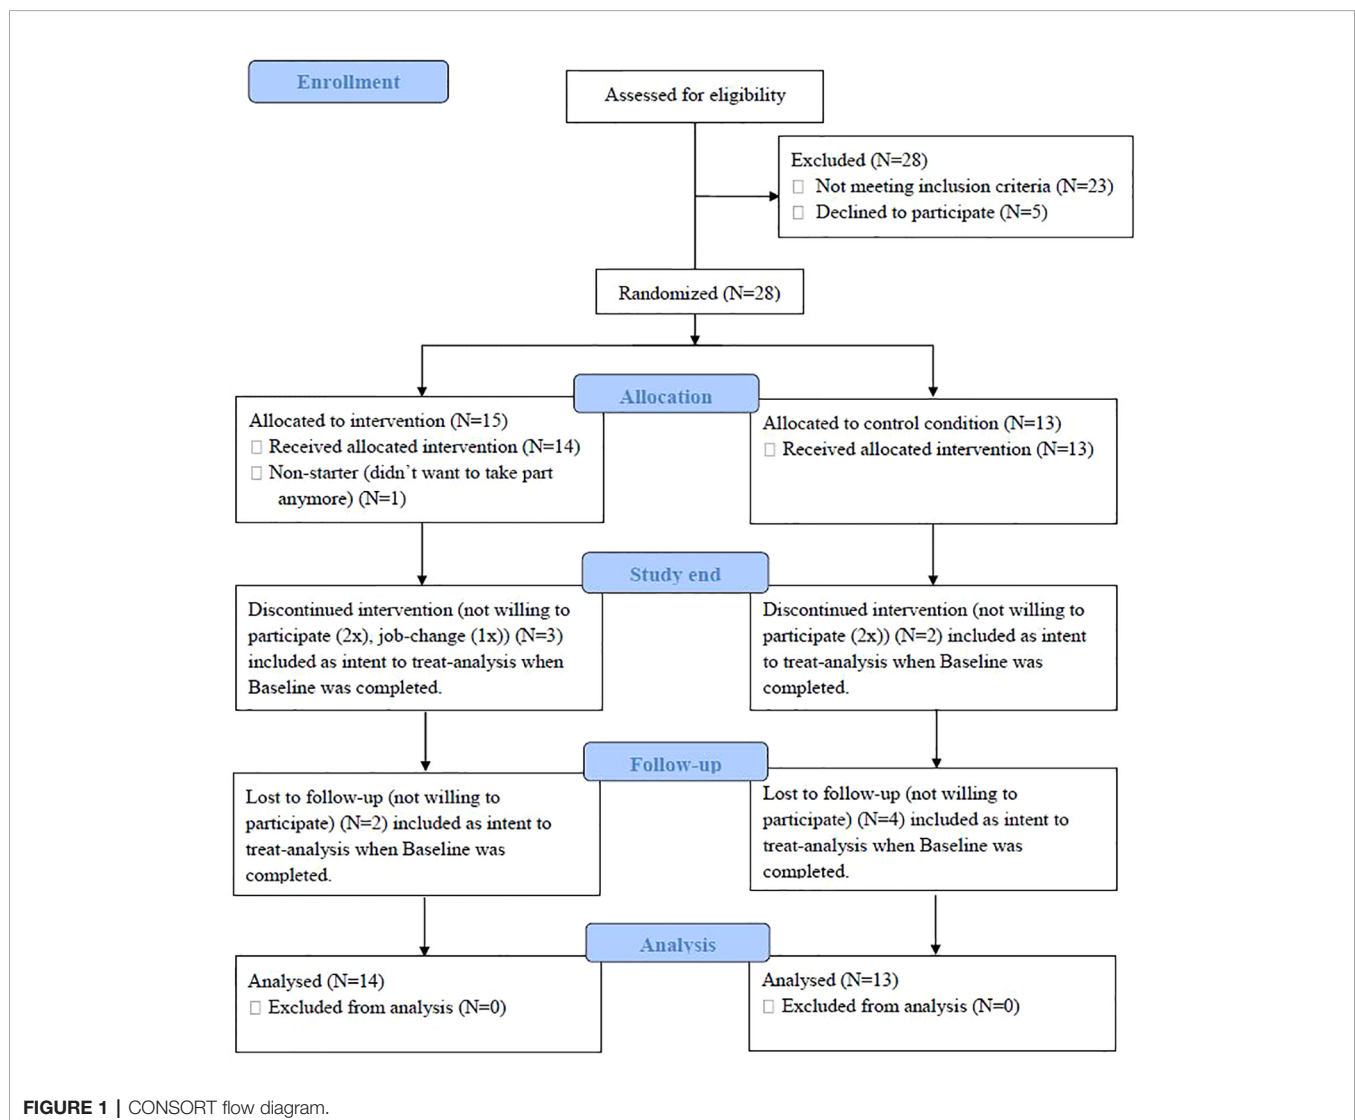 Enrollment
Assessed for eligibility
Excluded (N=28)
Not meeting inclusion criteria (N=23)
Declined to participate (N=5)
Randomized (N=28)
Allocation
Allocated to intervention (N=15)
Received allocated intervention (N=14)
Non-starter (didn't want to take part
anymore) (N=1)
Allocated to control condition (N=13)
Received allocated intervention (N=13)
Study end
Discontinued intervention (not willing to
participate (2x), job-change (1x)) (N=3)
included as intent to treat-analysis when
Baseline was completed.
Discontinued intervention (not willing to
participate (2x)) (N=2) included as intent
to treat-analysis when Baseline was
completed.
Follow-up
Lost to follow-up (not willing to
participate) (N=2) included as intent to
treat-analysis when Baseline was
completed.
Lost to follow-up (not willing to
participate) (N=4) included as intent to
treat-analysis when Baseline was
completed.
Analysis
Analysed (N=14)
Excluded from analysis (N=0)
Analysed (N=13)
Excluded from analysis (N=0)
FIGURE 1 | CONSORT flow diagram.